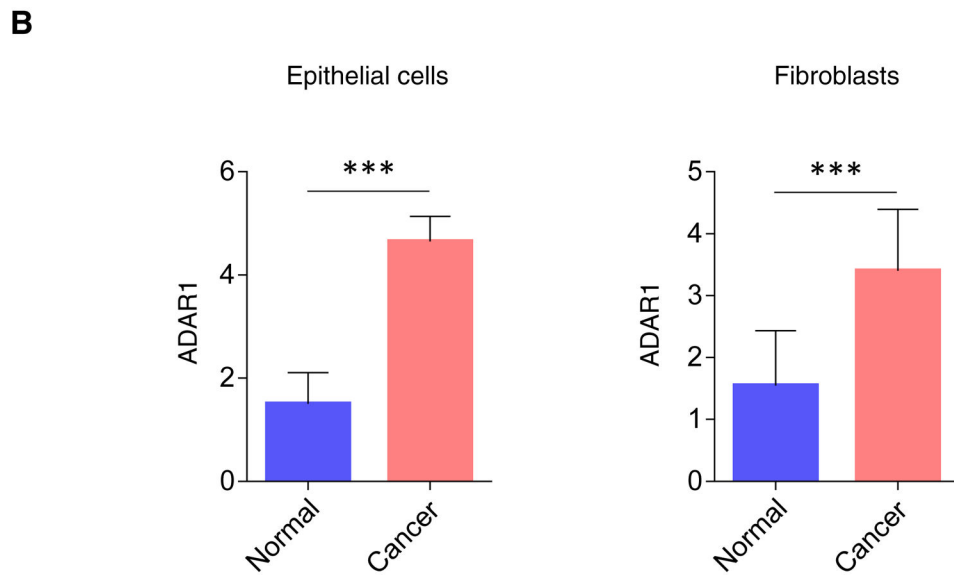 B
Epithelial cells
6
4
2
0
ADAR1
***
Normal
Cancer
Fibroblasts
5
4
3
2
1
0
ADAR1
***
Normal
Cancer